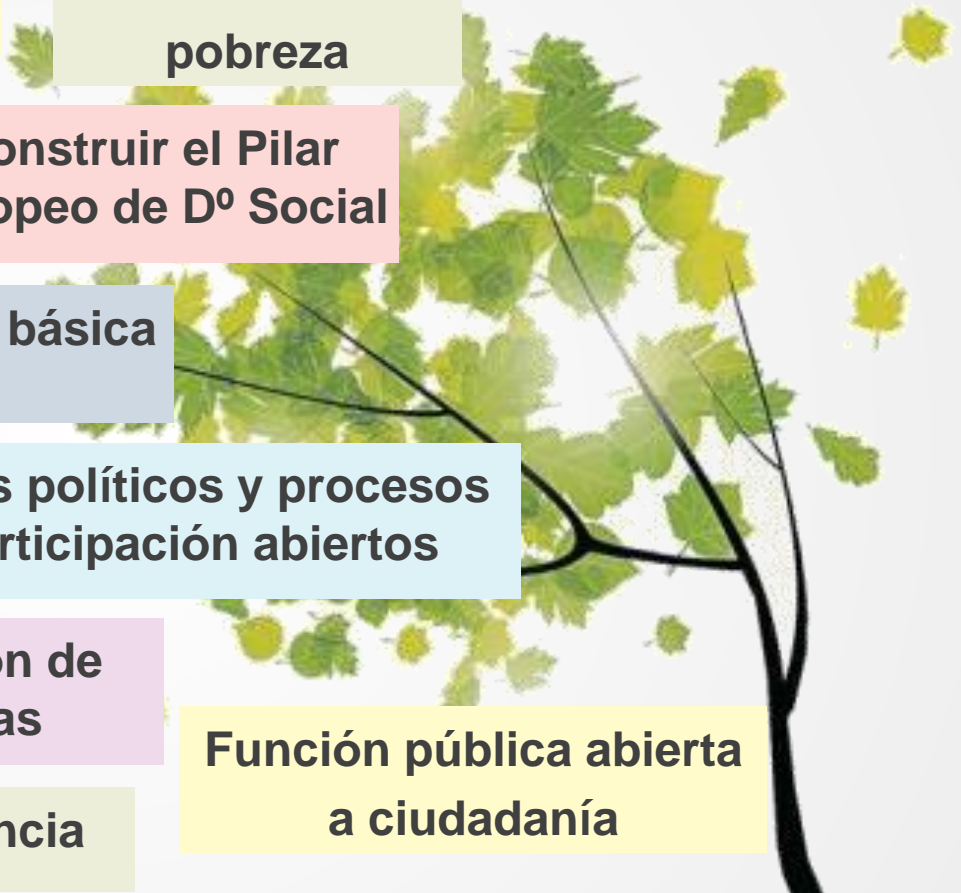 pobreza
onstruir el Pilar
opeo de Dº Social
básica
s políticos y procesos
rticipación abiertos
ón de
as
Función pública abierta
a ciudadanía
ncia